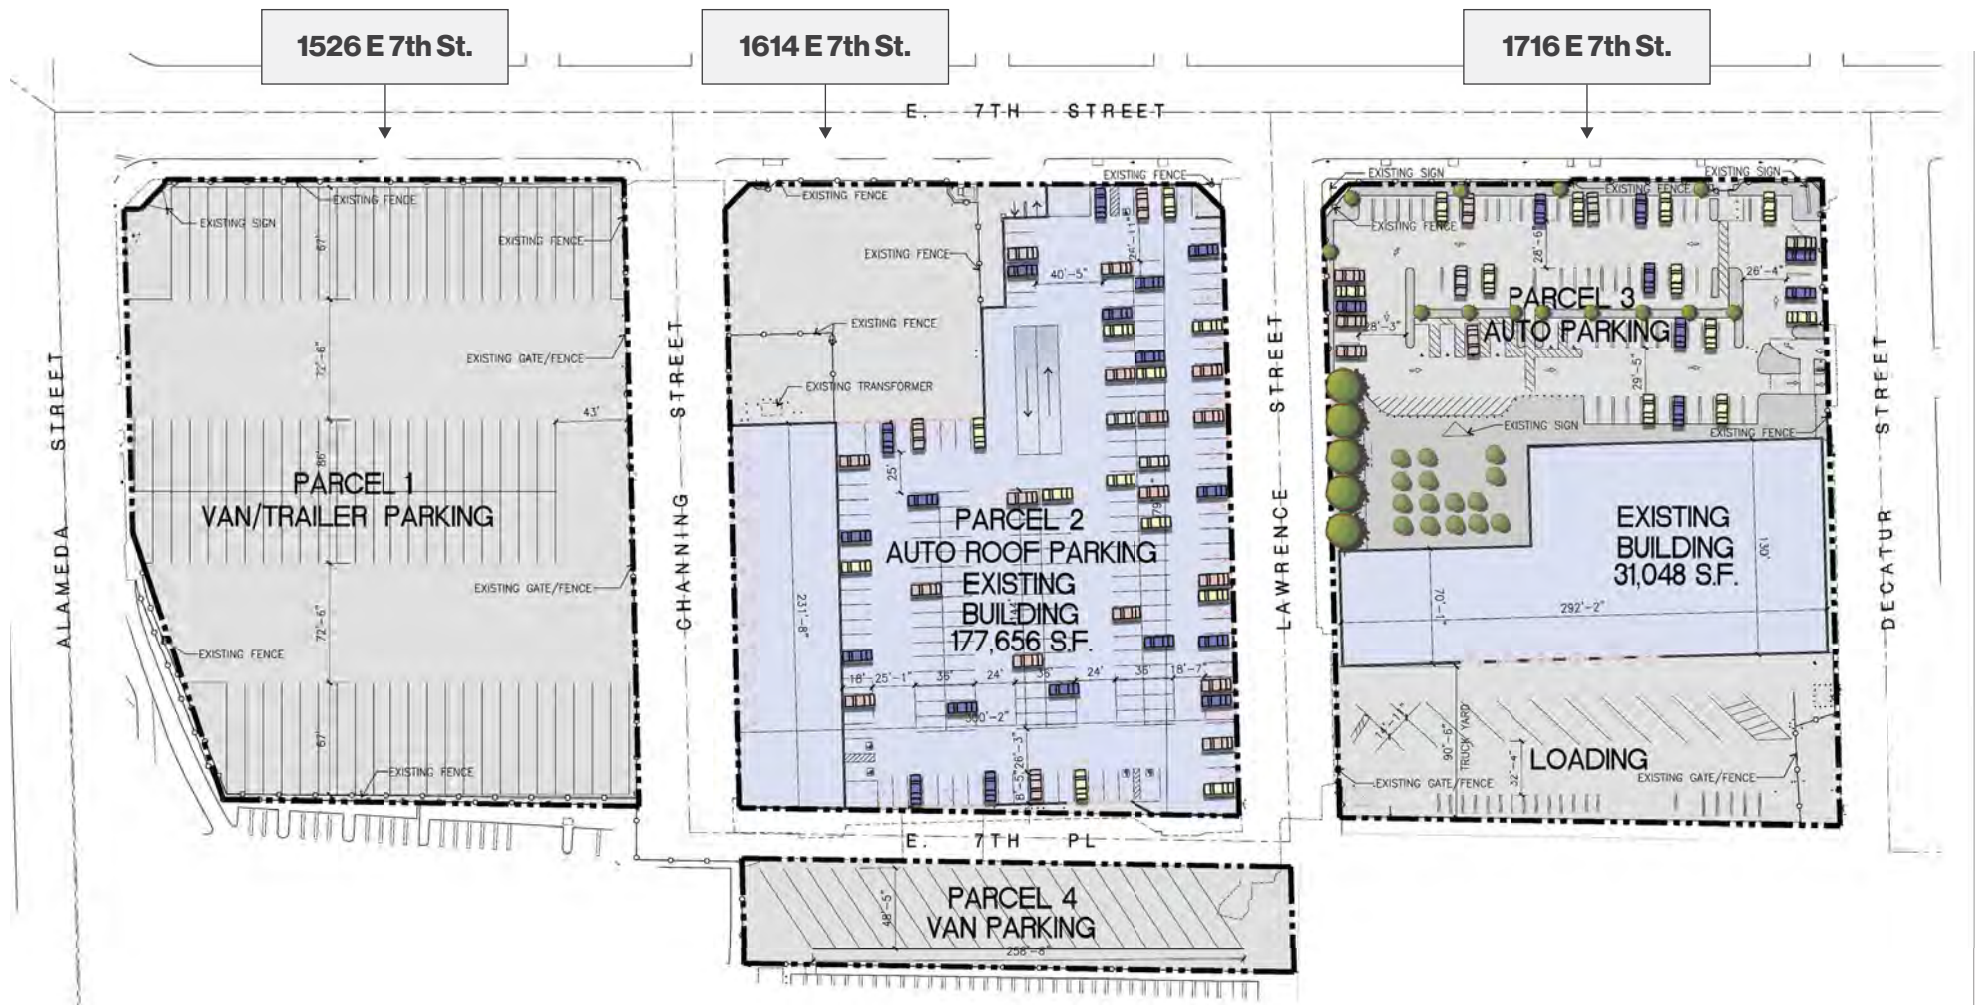 1526 E 7th St.
1614 E 7th St.
1716 E 7th St.
E. 7TH STREET
ALAMEDA STREET
EXISTING SIGN
EXISTING FENCE
EXISTING FENCE
67'
EXISTING GATE/FENCE
72'-6"
43'
86'
PARCEL 1
VAN/TRAILER PARKING
EXISTING GATE/FENCE
72'-6"
EXISTING FENCE
67'
EXISTING FENCE
CHANNING STREET
EXISTING FENCE
EXISTING FENCE
EXISTING FENCE
40'-5"
EXISTING FENCE
EXISTING TRANSFORMER
25'
231'-8"
PARCEL 2
AUTO ROOF PARKING
EXISTING
BUILDING
177,656 S.F.
18'
25'-1"
36'
24'
36'
24'
36'
18'-7"
300'-2"
26'-3"
E. 7TH PL
PARCEL 4
VAN PARKING
48'-5"
258'-8"
LAWRENCE STREET
EXISTING SIGN
EXISTING SIGN
EXISTING FENCE
EXISTING FENCE
28'-6"
26'-4"
PARCEL 3
AUTO PARKING
28'-3"
29'-5"
EXISTING SIGN
EXISTING FENCE
EXISTING
BUILDING
31,048 S.F.
130'
70'-1"
292'-2"
90'-6"
TRUCK YARD
LOADING
EXISTING GATE/FENCE
EXISTING GATE/FENCE
DECATUR STREET